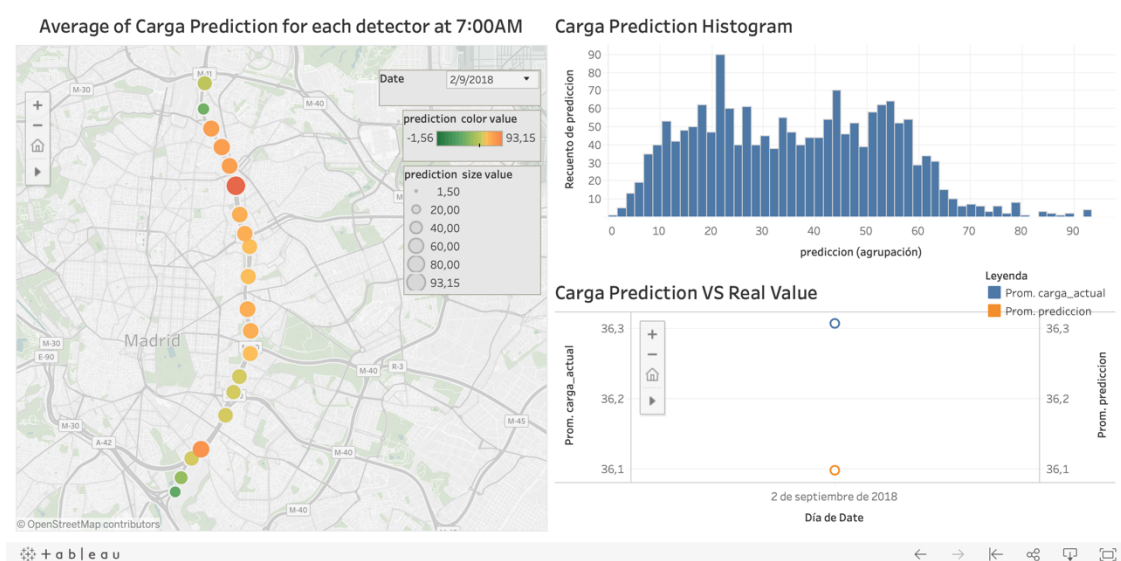 Average of Carga Prediction for each detector at 7:00AM
M-11
M-30
M-40
Date
2/9/2018
prediction color value
-1,56
93,15
prediction size value
1,50
20,00
40,00
60,00
80,00
93,15
Madrid
M-30
E-90
M-40
R-3
M-30
A-42
M-45
M-40
M-40
© OpenStreetMap contributors
Carga Prediction Histogram
Recuento de prediccion
90
80
70
60
50
40
30
20
10
0
10
20
30
40
50
60
70
80
90
prediccion (agrupación)
Carga Prediction VS Real Value
Leyenda
Prom. carga_actual
Prom. prediccion
Prom. carga_actual
36,3
36,2
36,1
36,3
36,2
36,1
Prom. prediccion
2 de septiembre de 2018
Día de Date
+ a b | e a u